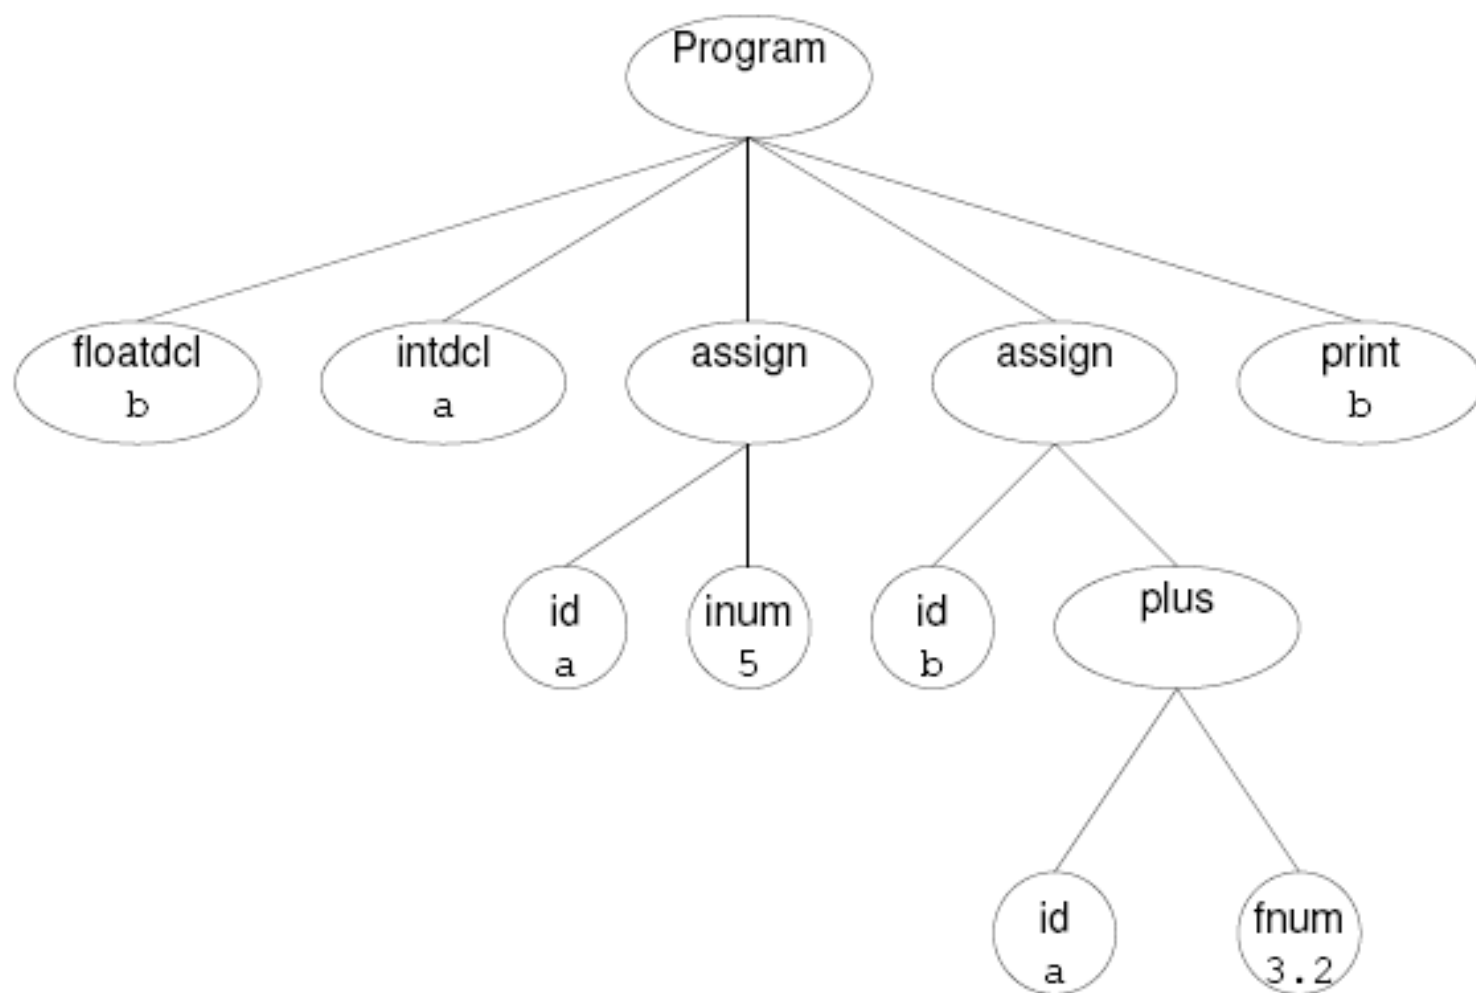 Program
floatdcl
b
intdcl
a
assign
assign
print
b
id
a
inum
5
id
b
plus
id
a
fnum
3.2